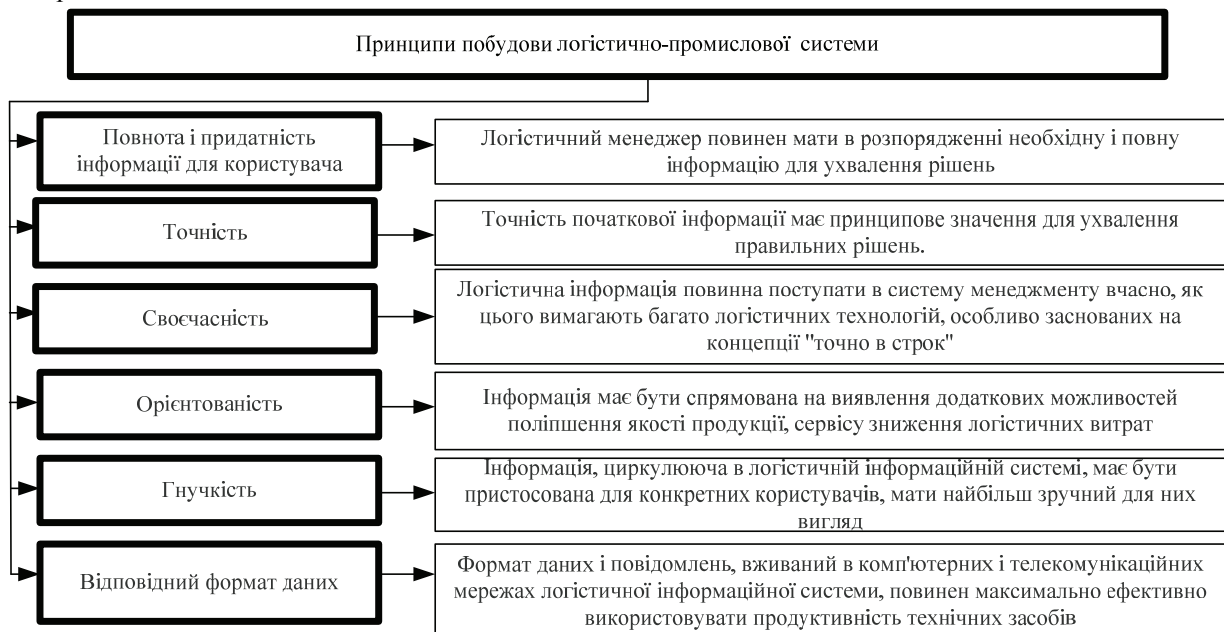 Принципи побудови логістично-промислової системи
Повнота і придатність
інформації для користувача
Логістичний менеджер повинен мати в розпорядженні необхідну і повну
інформацію для ухвалення рішень
Точність
Точність початкової інформації має принципове значення для ухвалення
правильних рішень.
Своєчасність
Логістична інформація повинна поступати в систему менеджменту вчасно, як
цього вимагають багато логістичних технологій, особливо заснованих на
концепції "точно в строк"
Орієнтованість
Інформація має бути спрямована на виявлення додаткових можливостей
поліпшення якості продукції, сервісу зниження логістичних витрат
Гнучкість
Інформація, циркулююча в логістичній інформаційній системі, має бути
пристосована для конкретних користувачів, мати найбільш зручний для них
вигляд
Відповідний формат даних
Формат даних і повідомлень, вживаний в комп'ютерних і телекомунікаційних
мережах логістичної інформаційної системи, повинен максимально ефективно
використовувати продуктивність технічних засобів